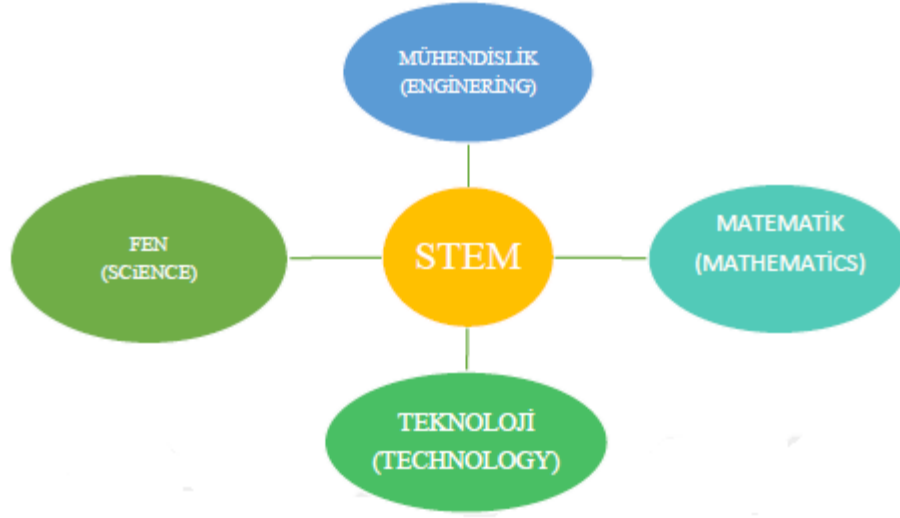 MÜHENDİSLİK
(ENGİNERİNG)
FEN
(SCiENCE)
STEM
MATEMATİK
(MATHEMATİCS)
TEKNOLOJİ
(TECHNOLOGY)